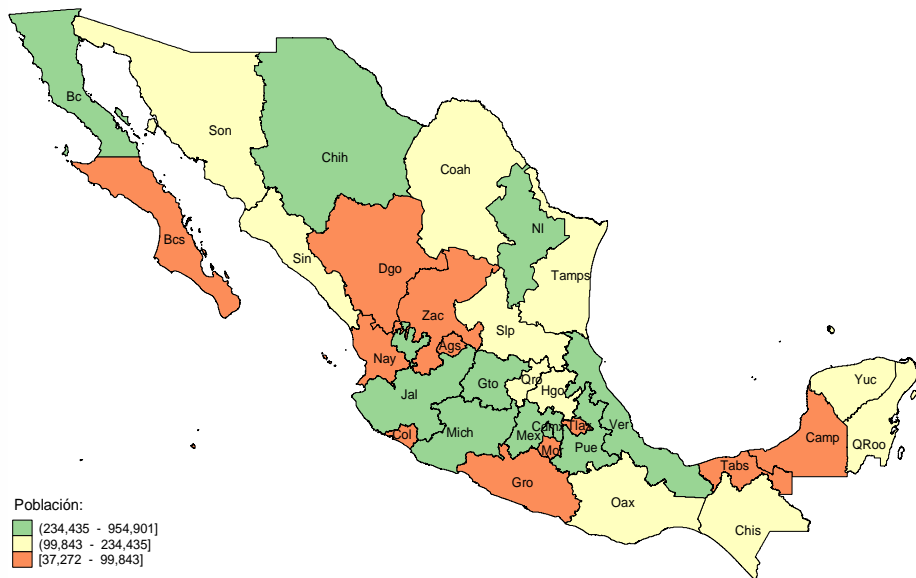 Bc
Son
Chih
Coah
Nl
Bcs
Sin
Dgo
Tamps
Zac
Slp
Nay
Ags
Yuc
Jal
Gto
Qro
Hgo
Col
Mich
Mex
Cdmx
Tlax
Ver
Camp
QRoo
Mor
Pue
Tabs
Gro
Oax
Chis
Población:
(234,435 - 954,901]
(99,843 - 234,435]
[37,272 - 99,843]